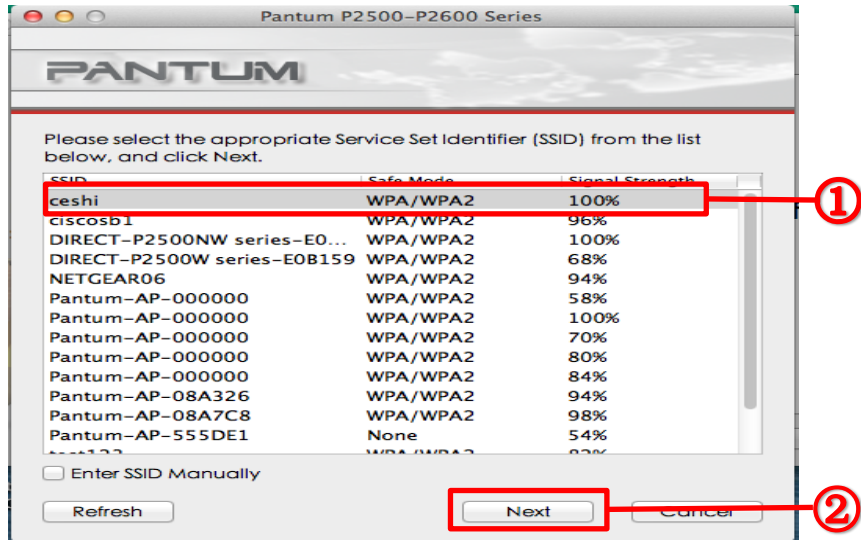 Pantum P2500-P2600 Series
PANTUM
Please select the appropriate Service Set Identifier (SSID) from the list
below, and click Next.
SSID Safe Mode Signal Strength
ceshi WPA/WPA2 100%
ciscosb1 WPA/WPA2 96%
DIRECT-P2500NW series-E0... WPA/WPA2 100%
DIRECT-P2500W series-E0B159 WPA/WPA2 68%
NETGEAR06 WPA/WPA2 94%
Pantum-AP-000000 WPA/WPA2 58%
Pantum-AP-000000 WPA/WPA2 100%
Pantum-AP-000000 WPA/WPA2 70%
Pantum-AP-000000 WPA/WPA2 80%
Pantum-AP-000000 WPA/WPA2 84%
Pantum-AP-08A326 WPA/WPA2 94%
Pantum-AP-08A7C8 WPA/WPA2 98%
Pantum-AP-555DE1 None 54%
WPA/WPA2
Enter SSID Manually
Refresh Next Cancel
①
②